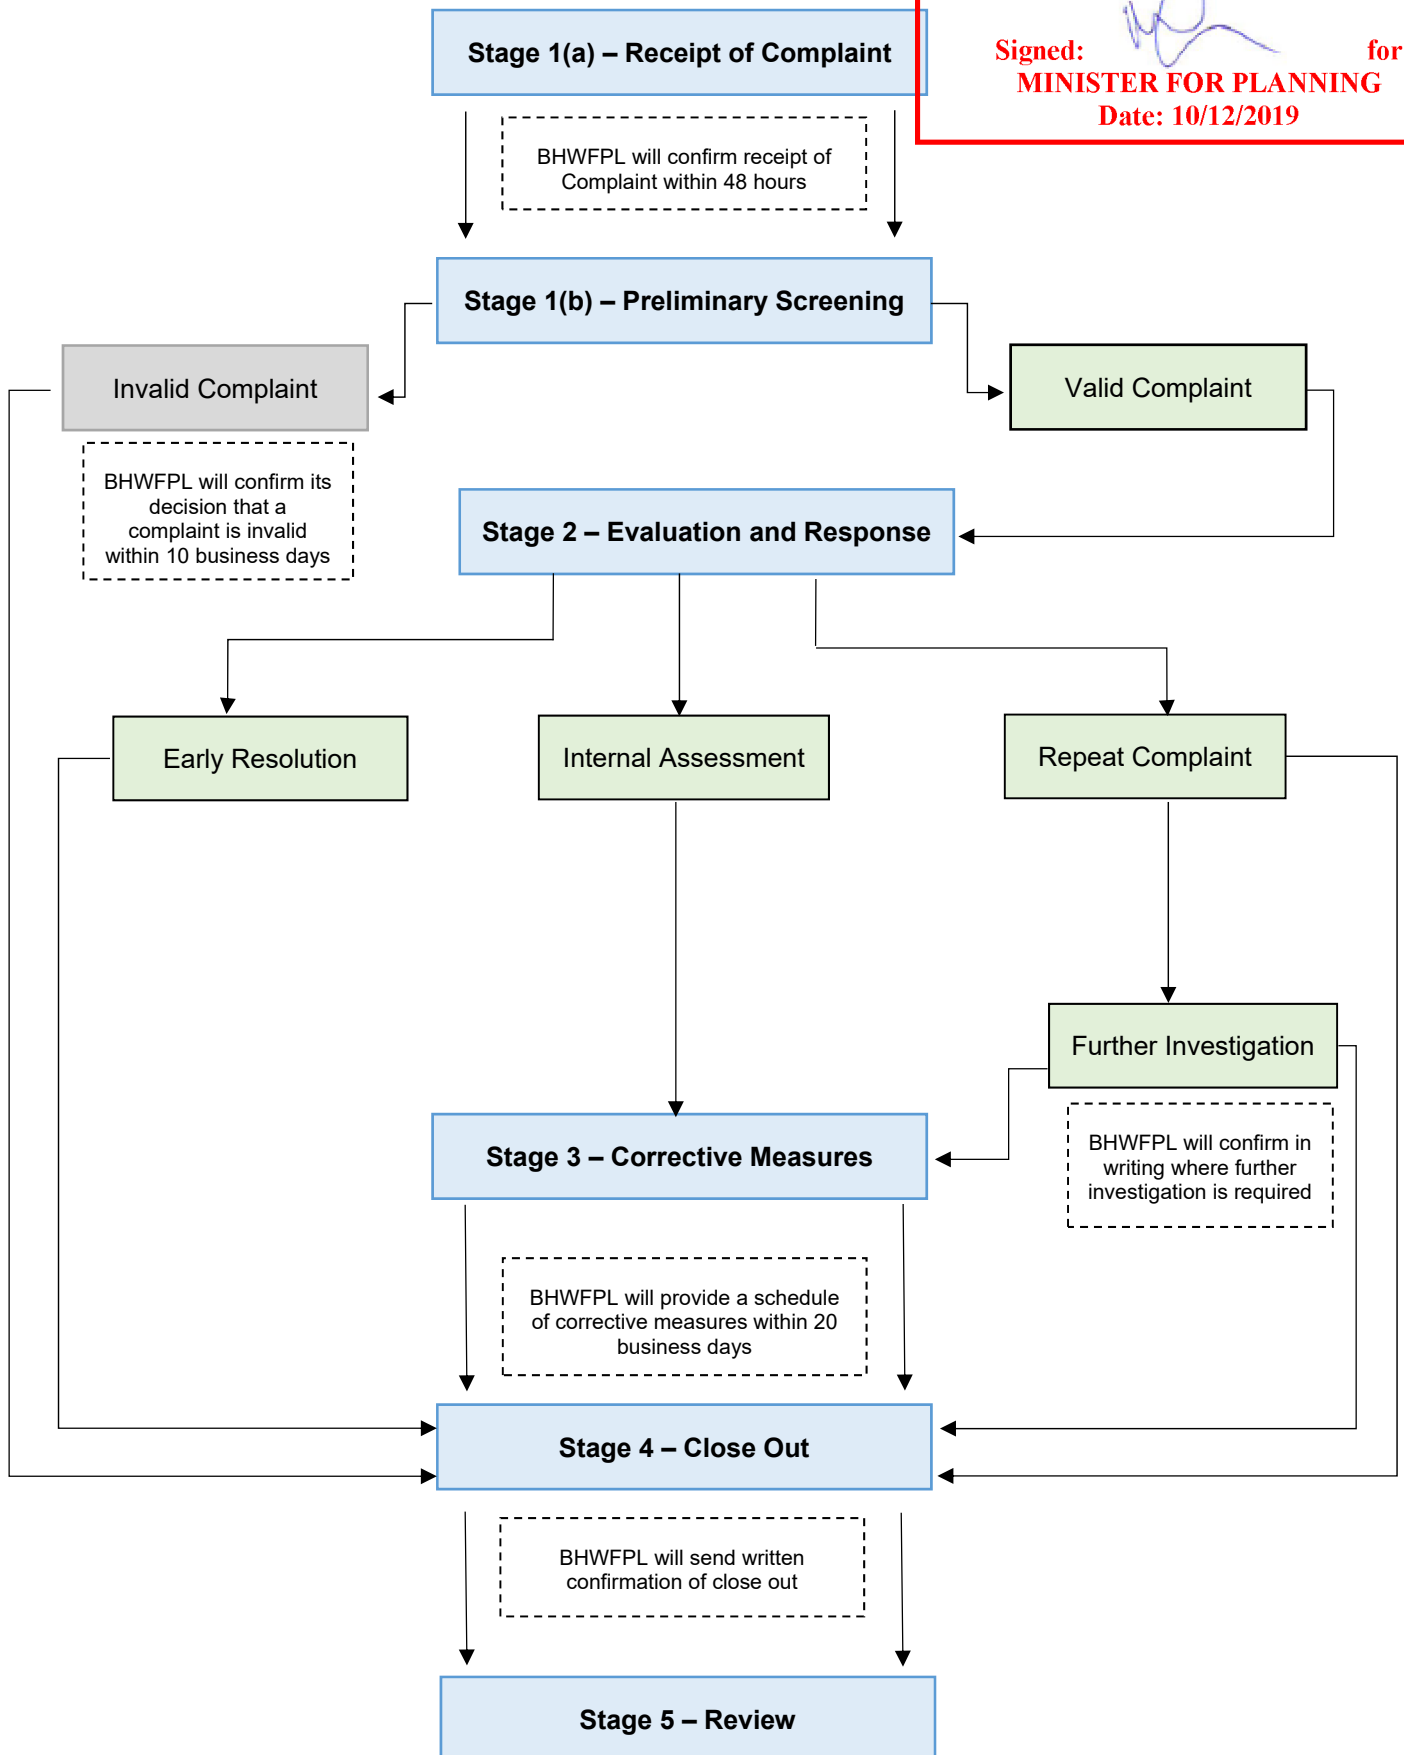 Stage 1(a) – Receipt of Complaint
Signed: for
MINISTER FOR PLANNING
Date: 10/12/2019
BHWFPL will confirm receipt of
Complaint within 48 hours
Stage 1(b) – Preliminary Screening
Invalid Complaint
Valid Complaint
BHWFPL will confirm its
decision that a
complaint is invalid
within 10 business days
Stage 2 – Evaluation and Response
Early Resolution
Internal Assessment
Repeat Complaint
Further Investigation
BHWFPL will confirm in
writing where further
investigation is required
Stage 3 – Corrective Measures
BHWFPL will provide a schedule
of corrective measures within 20
business days
Stage 4 – Close Out
BHWFPL will send written
confirmation of close out
Stage 5 – Review